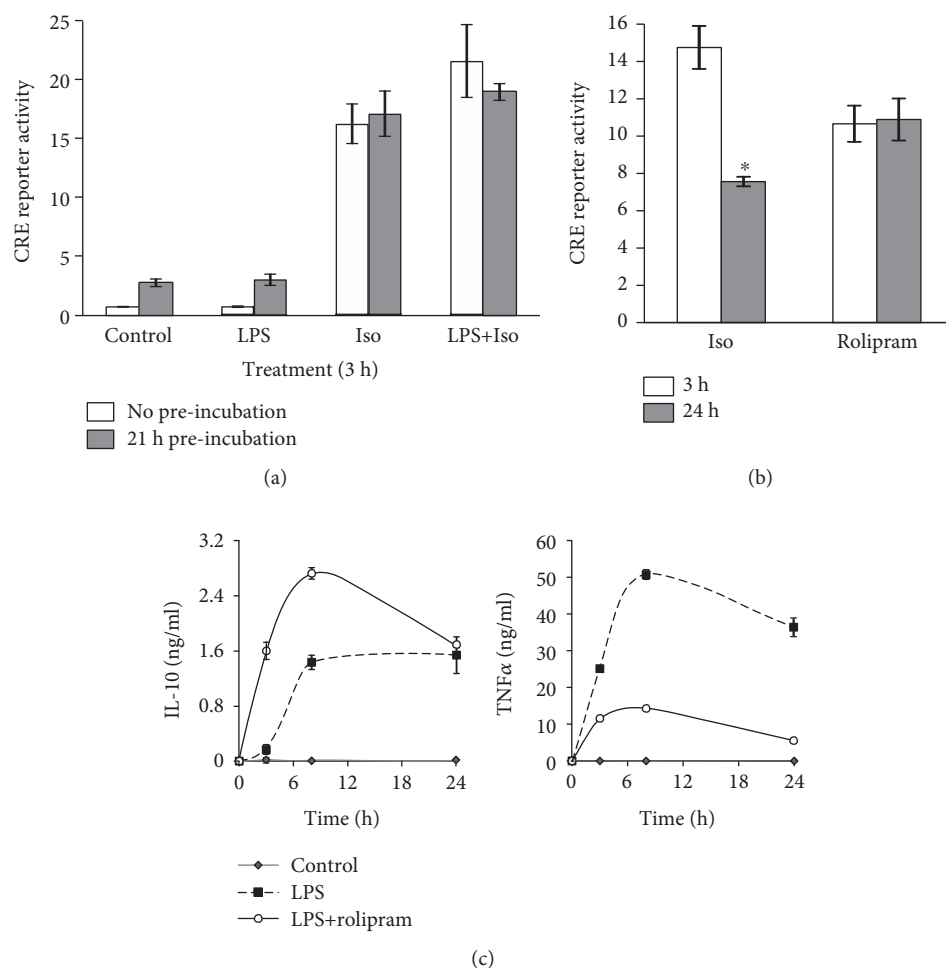 25
20
15
10
5
0
CRE reporter activity
Control LPS Iso LPS+Iso
Treatment (3 h)
No pre-incubation
21 h pre-incubation
(a)
16
14
12
10
8
6
4
2
0
CRE reporter activity
*
Iso Rolipram
3 h
24 h
(b)
3.2
2.4
1.6
0.8
0
IL-10 (ng/ml)
0 6 12 18 24
Time (h)
60
50
40
30
20
10
0
TNFα (ng/ml)
0 6 12 18 24
Time (h)
Control
LPS
LPS+rolipram
(c)